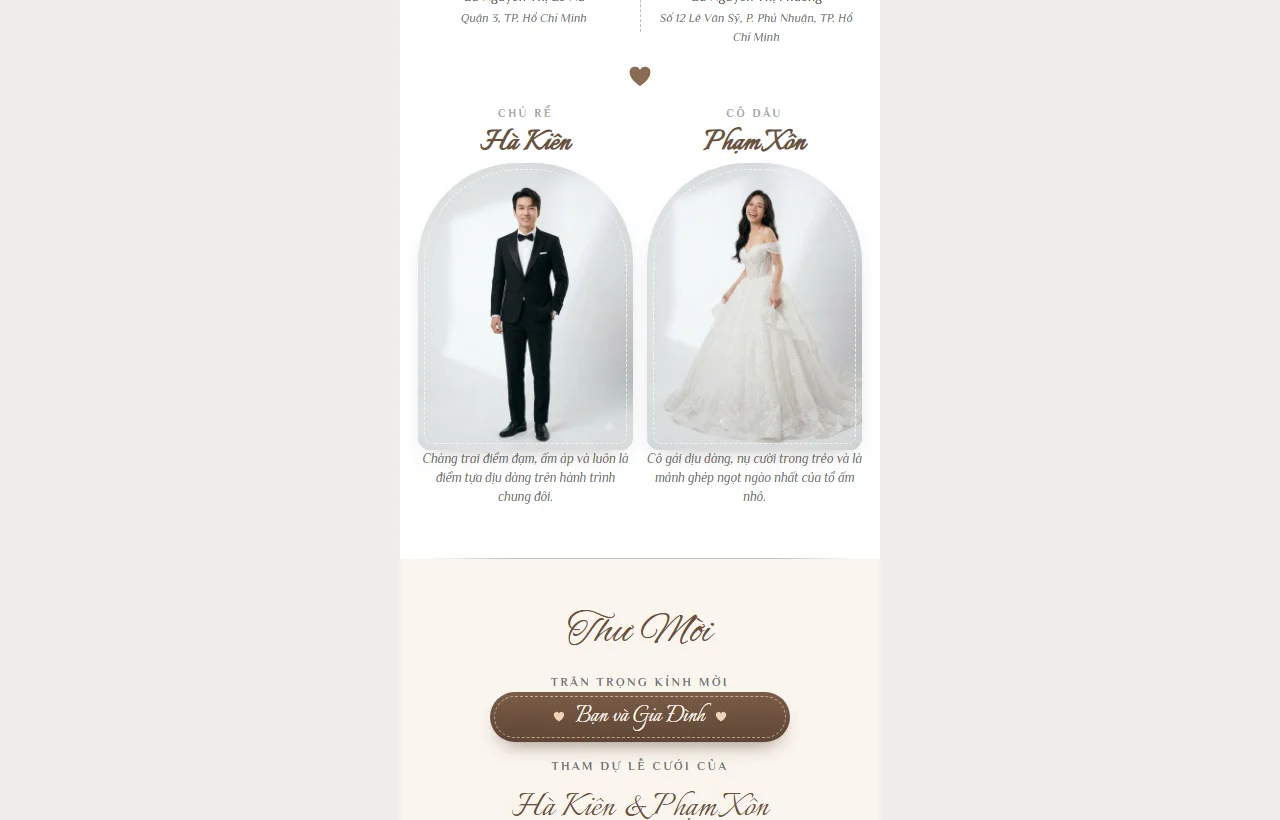 Quận 3, TP. Hồ Chí Minh
Số 12 Lê Văn Sỹ, P. Phú Nhuận, TP. Hồ
Chí Minh
CHÚ RỂ
CÔ DÂU
Hà Kiên
Phạm Xôn
Chàng trai điềm đạm, ấm áp và luôn là
điểm tựa dịu dàng trên hành trình
chung đôi.
Cô gái dịu dàng, nụ cười trong trẻo và là
mảnh ghép ngọt ngào nhất của tổ ấm
nhỏ.
Thư Mời
TRÂN TRỌNG KÍNH MỜI
Bạn và Gia Đình
THAM DỰ LỄ CƯỚI CỦA
Hà Kiên & Phạm Xôn